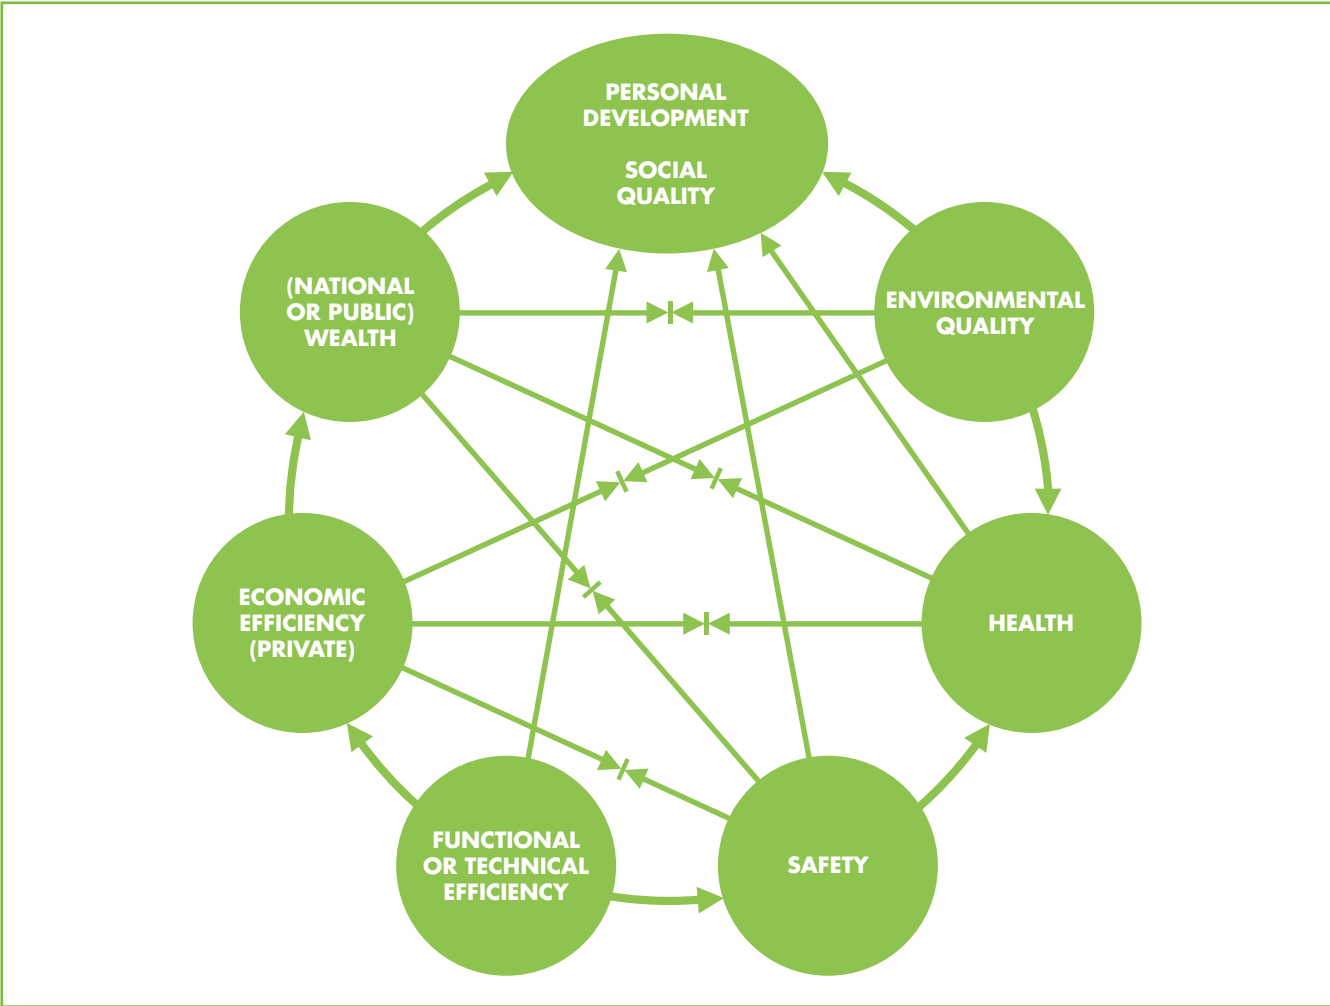 PERSONAL
DEVELOPMENT
SOCIAL
QUALITY
(NATIONAL
OR PUBLIC)
WEALTH
ENVIRONMENTAL
QUALITY
ECONOMIC
EFFICIENCY
(PRIVATE)
HEALTH
FUNCTIONAL
OR TECHNICAL
EFFICIENCY
SAFETY